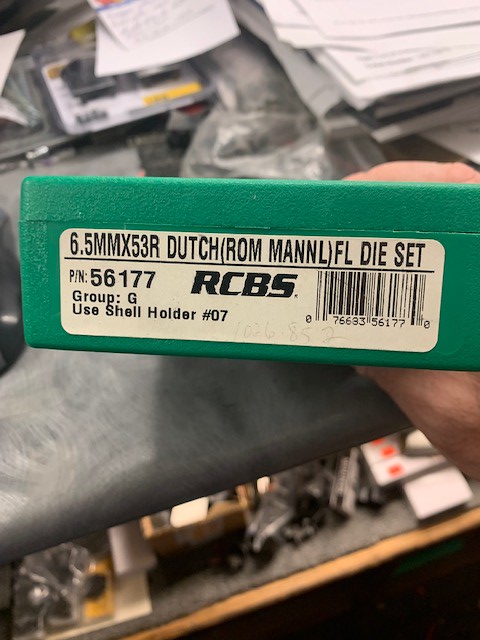 6.5MMX53R DUTCH(ROM MANNL)FL DIE SET
P/N: 56177 RCBS
Group: G
Use Shell Holder #07
0 76683 56177 0